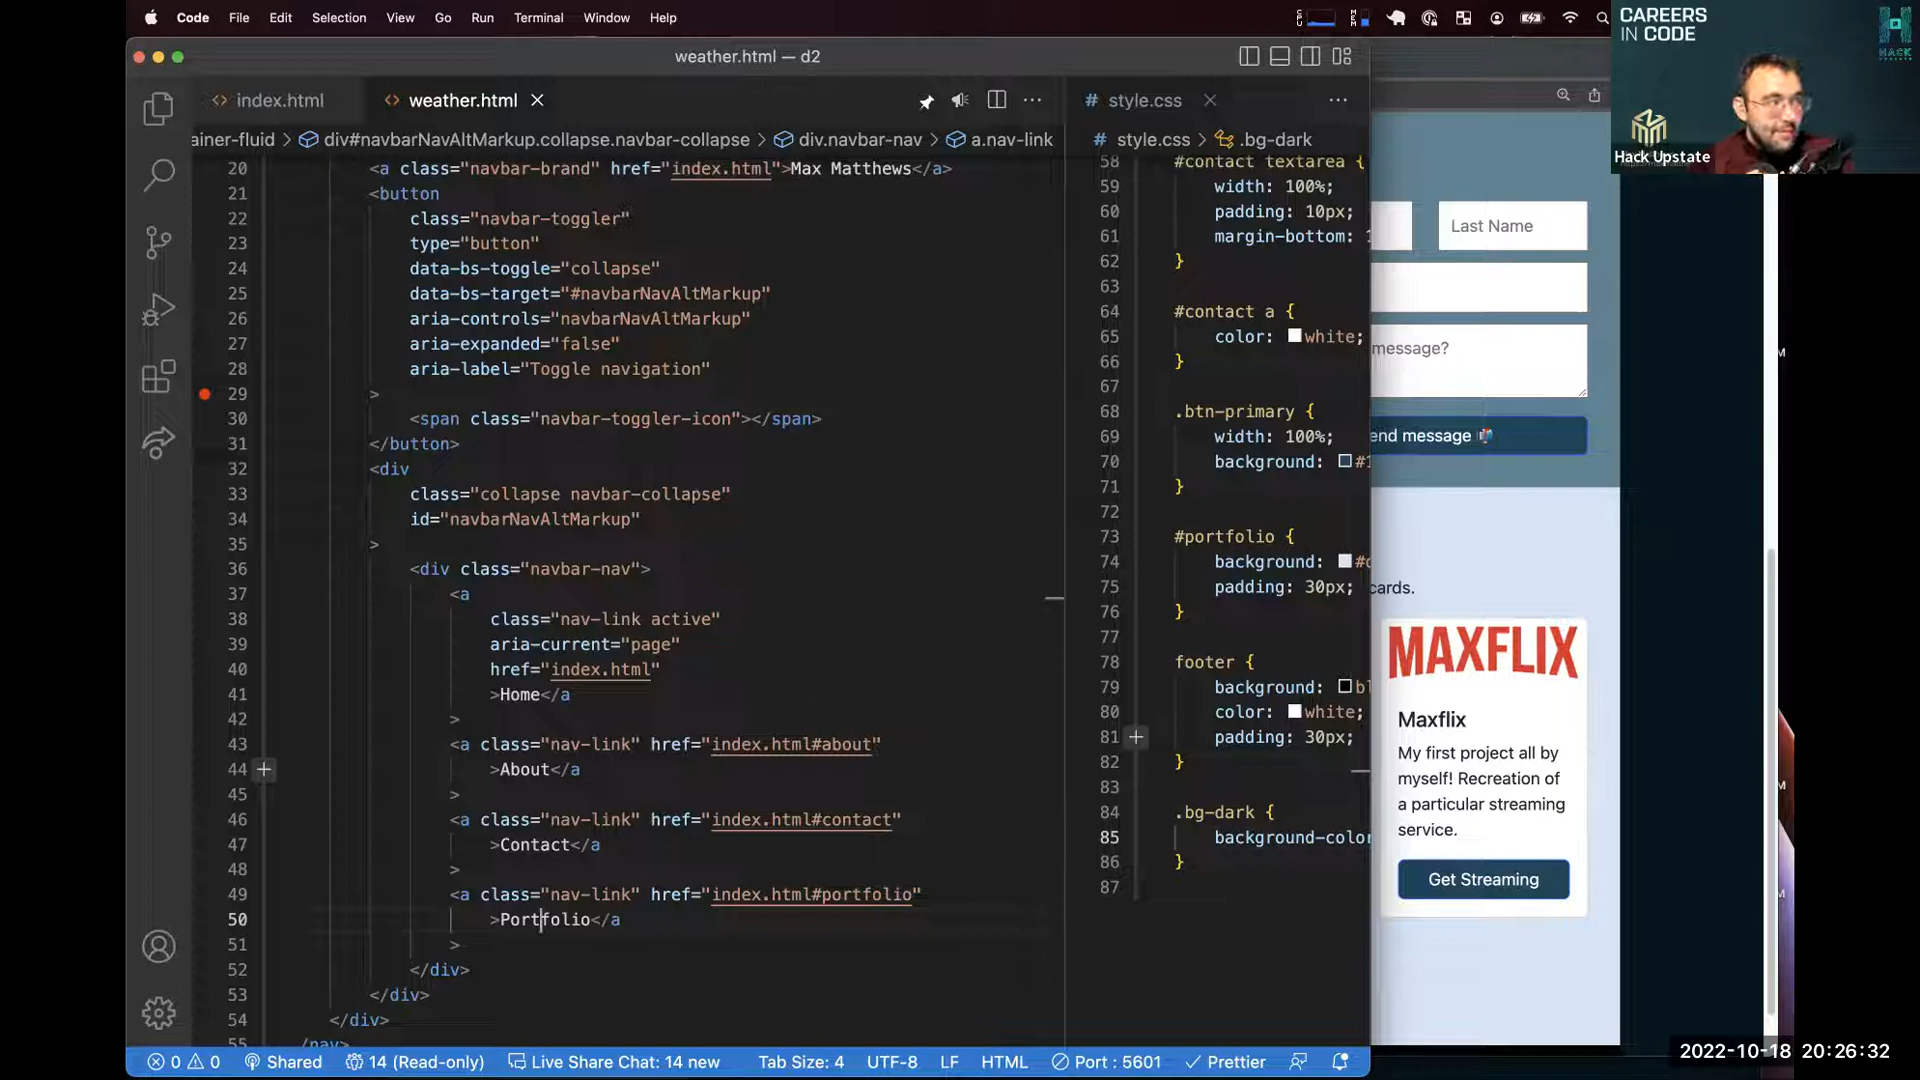 Code File Edit Selection View Go Run Terminal Window Help
CAREERS
IN CODE
HACK
UPSTATE
Hack Upstate
weather.html — d2
index.html
weather.html
style.css
ainer-fluid > div#navbarNavAltMarkup.collapse.navbar-collapse > div.navbar-nav > a.nav-link
style.css > .bg-dark
20 <a class="navbar-brand" href="index.html">Max Matthews</a>
21 <button
22 class="navbar-toggler"
23 type="button"
24 data-bs-toggle="collapse"
25 data-bs-target="#navbarNavAltMarkup"
26 aria-controls="navbarNavAltMarkup"
27 aria-expanded="false"
28 aria-label="Toggle navigation"
29 >
30 <span class="navbar-toggler-icon"></span>
31 </button>
32 <div
33 class="collapse navbar-collapse"
34 id="navbarNavAltMarkup"
35 >
36 <div class="navbar-nav">
37 <a
38 class="nav-link active"
39 aria-current="page"
40 href="index.html"
41 >Home</a
42 >
43 <a class="nav-link" href="index.html#about"
44 >About</a
45 >
46 <a class="nav-link" href="index.html#contact"
47 >Contact</a
48 >
49 <a class="nav-link" href="index.html#portfolio"
50 >Portfolio</a
51 >
52 </div>
53 </div>
54 </div>
55 </nav>
58 #contact textarea {
59 width: 100%;
60 padding: 10px;
61 margin-bottom: 1
62 }
63
64 #contact a {
65 color: white;
66 }
67
68 .btn-primary {
69 width: 100%;
70 background: #1
71 }
72
73 #portfolio {
74 background: #
75 padding: 30px;
76 }
77
78 footer {
79 background: bl
80 color: white;
81 padding: 30px;
82 }
83
84 .bg-dark {
85 background-color
86 }
87
Last Name
message?
end message
cards.
MAXFLIX
Maxflix
My first project all by
myself! Recreation of
a particular streaming
service.
Get Streaming
0 0 Shared 14 (Read-only) Live Share Chat: 14 new Tab Size: 4 UTF-8 LF HTML Port : 5601 Prettier
2022-10-18 20:26:32